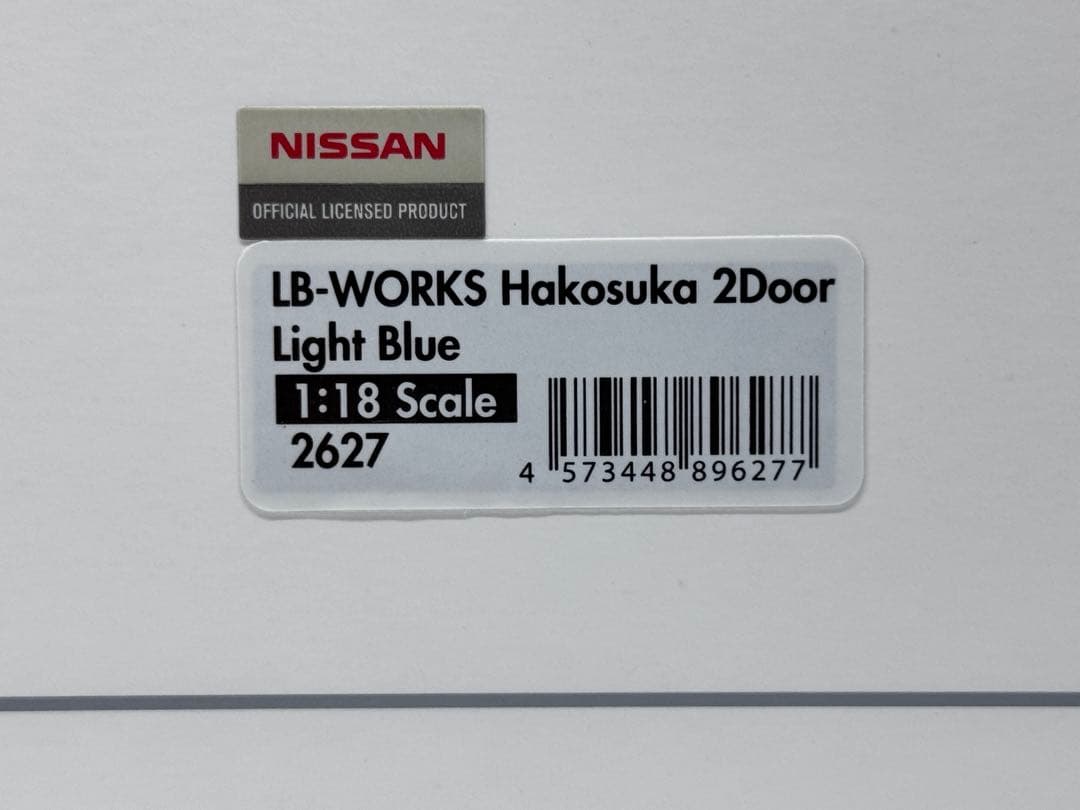 NISSAN
OFFICIAL LICENSED PRODUCT
LB-WORKS Hakosuka 2Door
Light Blue
1:18 Scale
2627
4 573448 896277